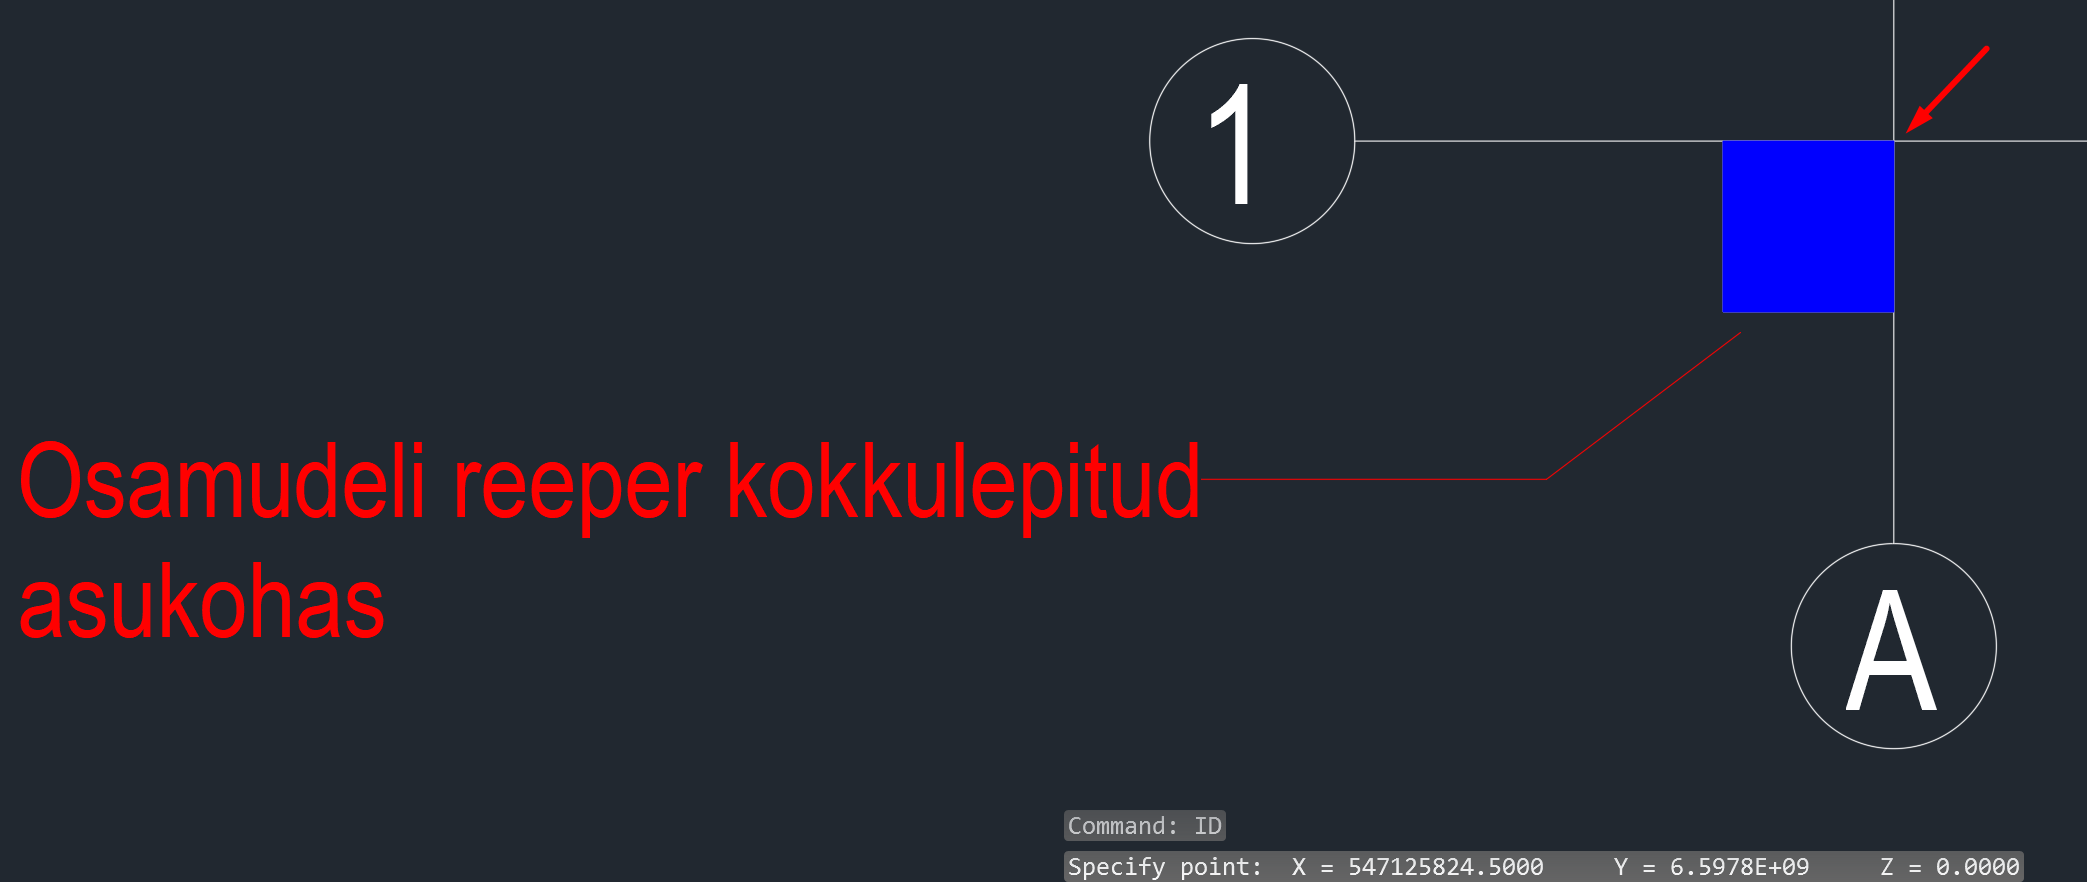 1
Osamudeli reeper kokkulepitud
asukohas
A
Command: ID
Specify point: X = 547125824.5000 Y = 6.5978E+09 Z = 0.0000